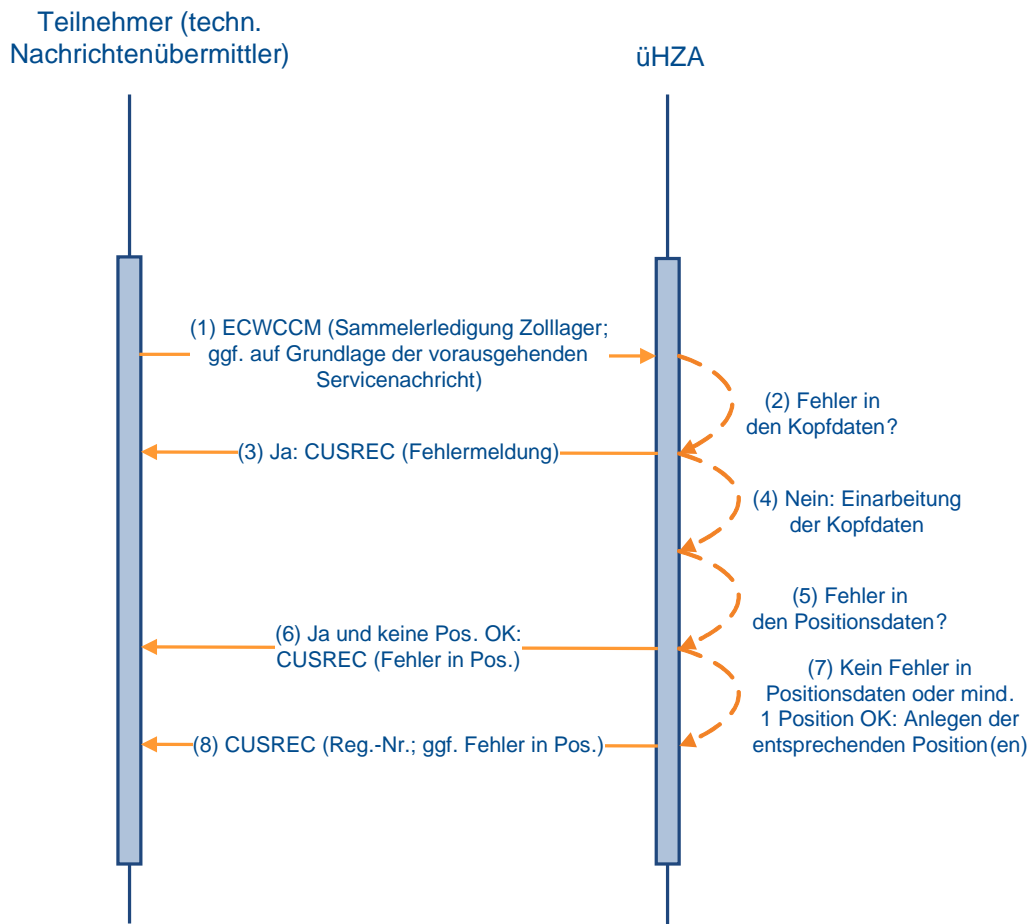 Teilnehmer (techn.
Nachrichtenübermittler)
üHZA
(1) ECWCCM (Sammelerledigung Zolllager;
ggf. auf Grundlage der vorausgehenden
Servicenachricht)
(2) Fehler in
den Kopfdaten?
(3) Ja: CUSREC (Fehlermeldung)
(4) Nein: Einarbeitung
der Kopfdaten
(5) Fehler in
den Positionsdaten?
(6) Ja und keine Pos. OK:
CUSREC (Fehler in Pos.)
(7) Kein Fehler in
Positionsdaten oder mind.
1 Position OK: Anlegen der
entsprechenden Position(en)
(8) CUSREC (Reg.-Nr.; ggf. Fehler in Pos.)